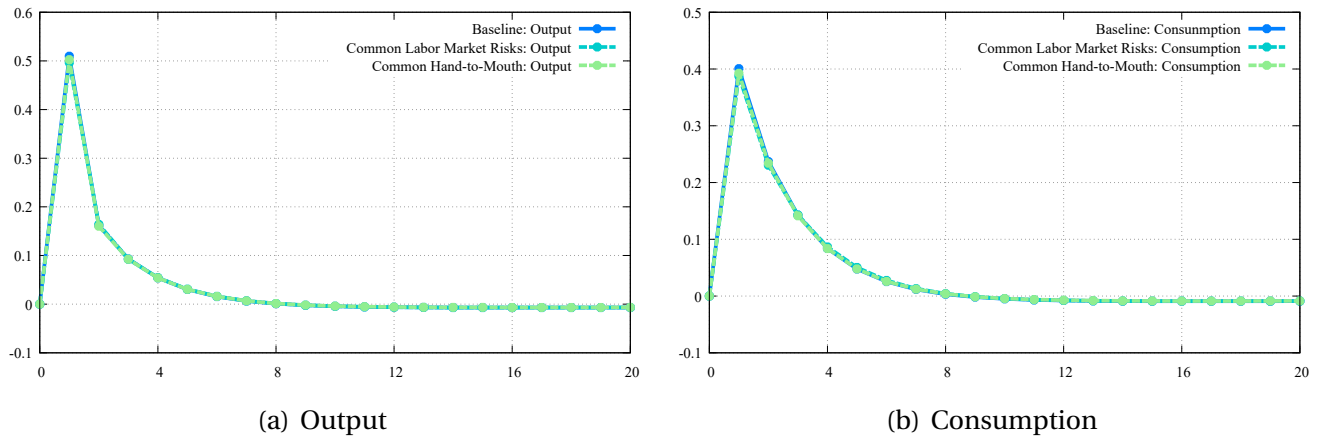 0.6
0.5
0.4
0.3
0.2
0.1
0
-0.1
0 4 8 12 16 20
Baseline: Output
Common Labor Market Risks: Output
Common Hand-to-Mouth: Output
(a) Output
0.5
0.4
0.3
0.2
0.1
0
-0.1
0 4 8 12 16 20
Baseline: Consunmption
Common Labor Market Risks: Consumption
Common Hand-to-Mouth: Consumption
(b) Consumption